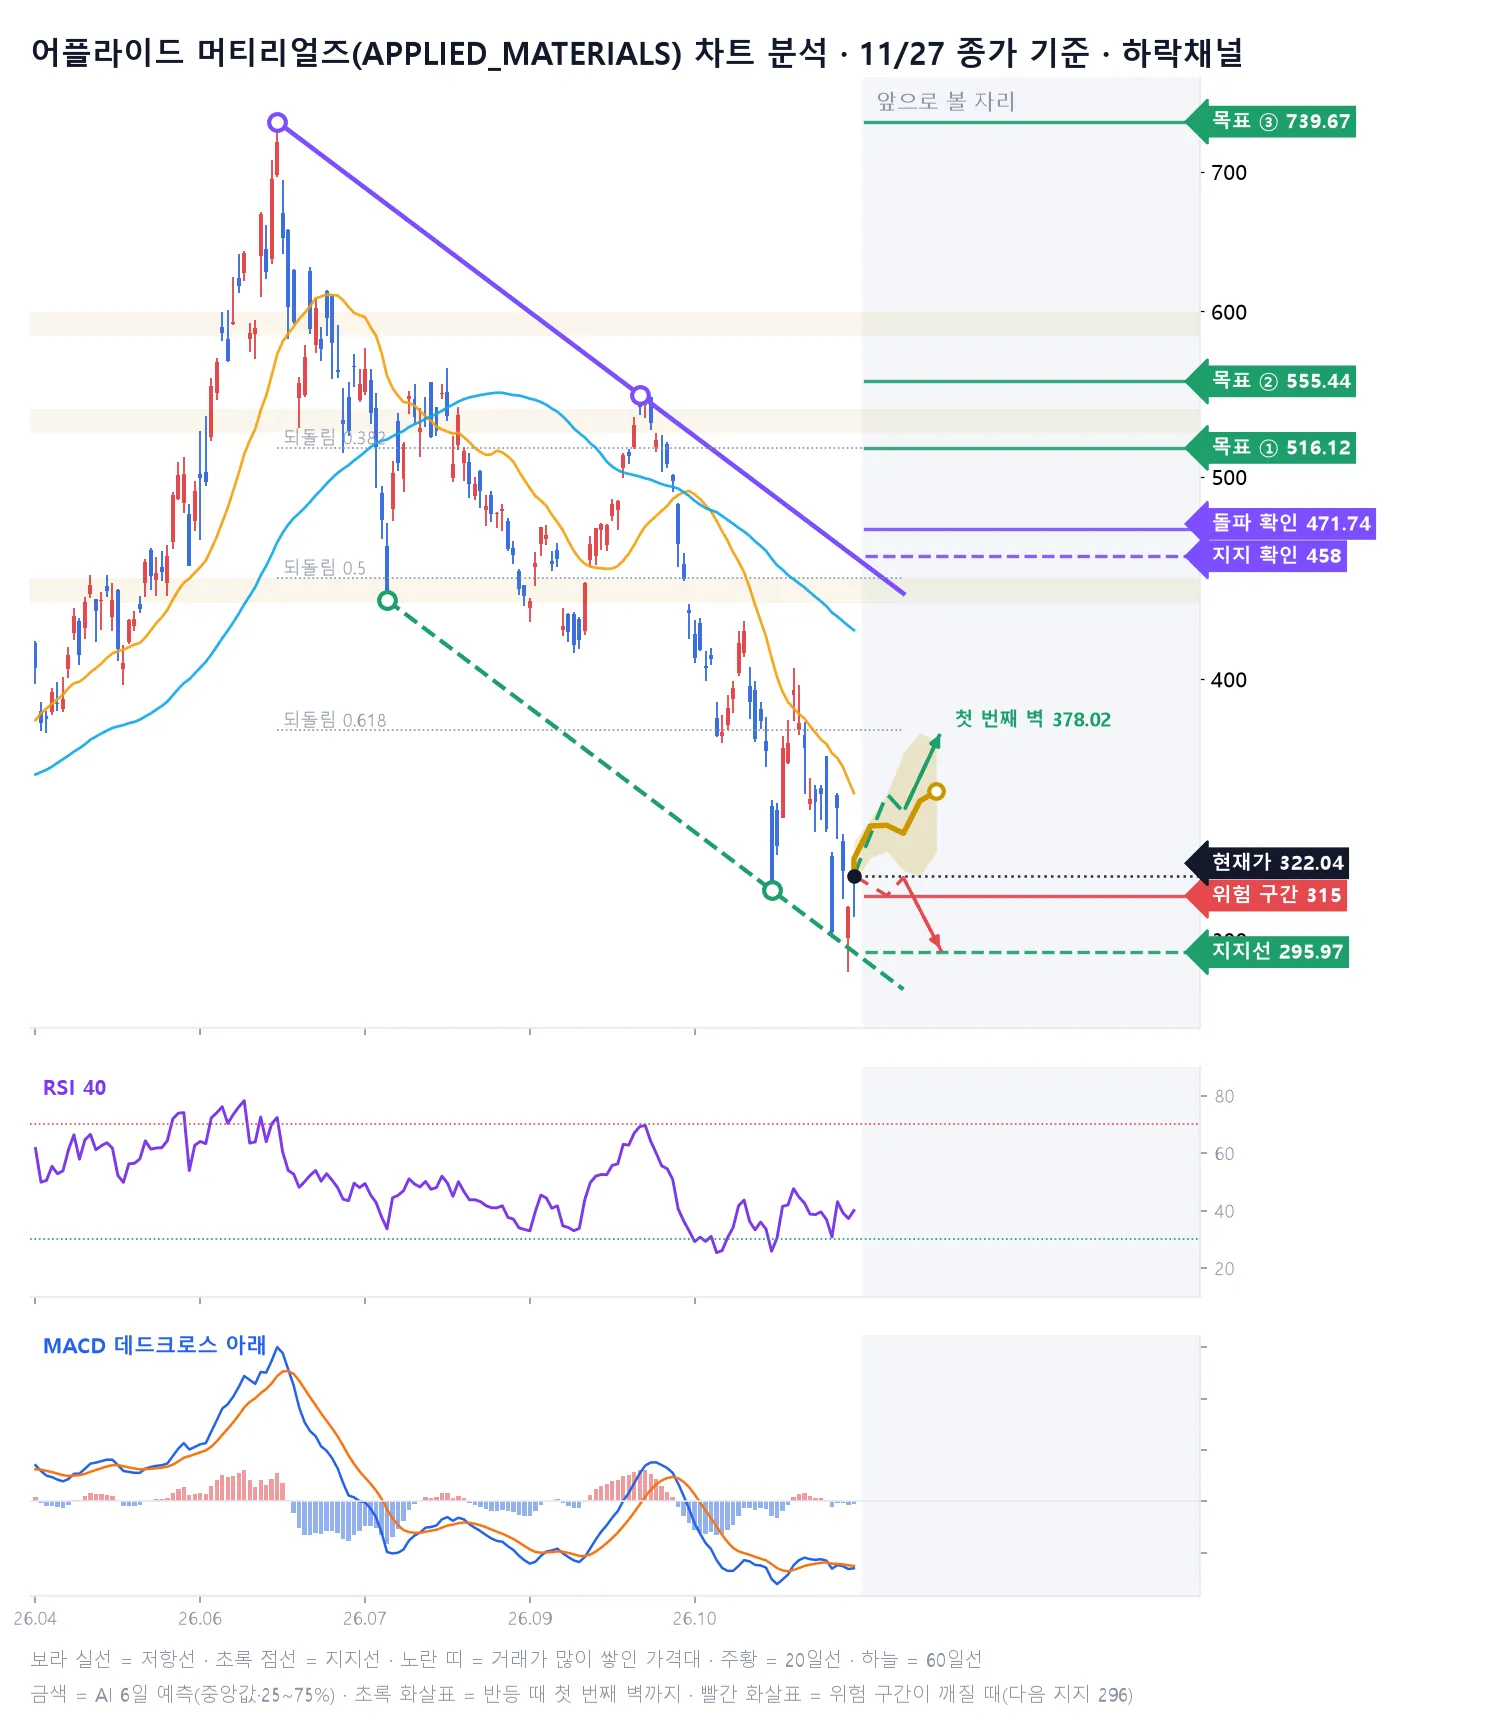 어플라이드 머티리얼즈(APPLIED_MATERIALS) 차트 분석 · 11/27 종가 기준 · 하락채널
앞으로 볼 자리
목표 ③ 739.67
700
600
목표 ② 555.44
되돌림 0.382
목표 ① 516.12
500
돌파 확인 471.74
지지 확인 458
되돌림 0.5
400
되돌림 0.618
첫 번째 벽 378.02
현재가 322.04
위험 구간 315
지지선 295.97
RSI 40
80
60
40
20
MACD 데드크로스 아래
26.04
26.06
26.07
26.09
26.10
보라 실선 = 저항선 · 초록 점선 = 지지선 · 노란 띠 = 거래가 많이 쌓인 가격대 · 주황 = 20일선 · 하늘 = 60일선
금색 = AI 6일 예측(중앙값·25~75%) · 초록 화살표 = 반등 때 첫 번째 벽까지 · 빨간 화살표 = 위험 구간이 깨질 때(다음 지지 296)